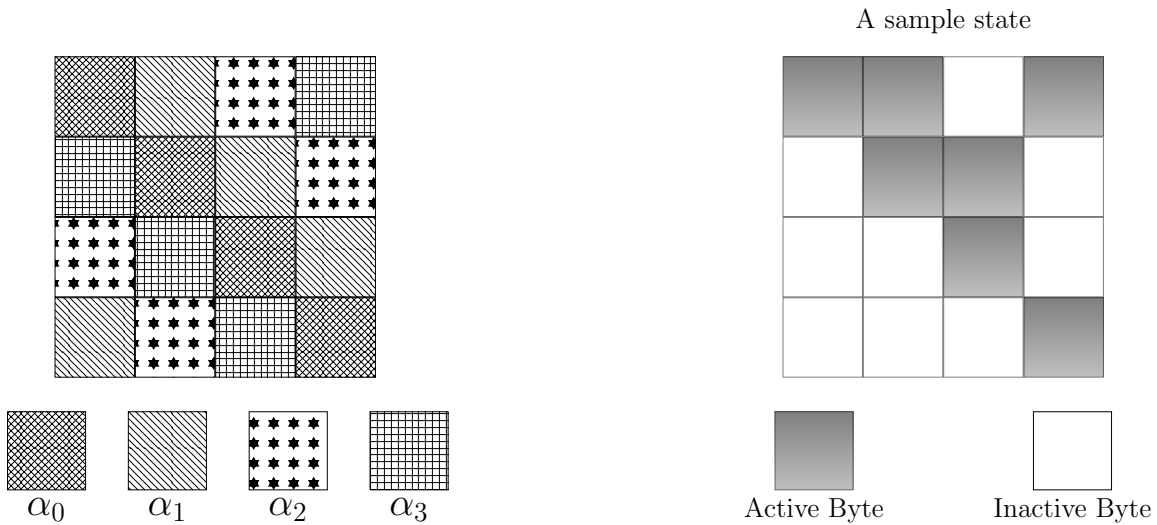 A sample state
α₀ α₁ α₂ α₃
Active Byte Inactive Byte